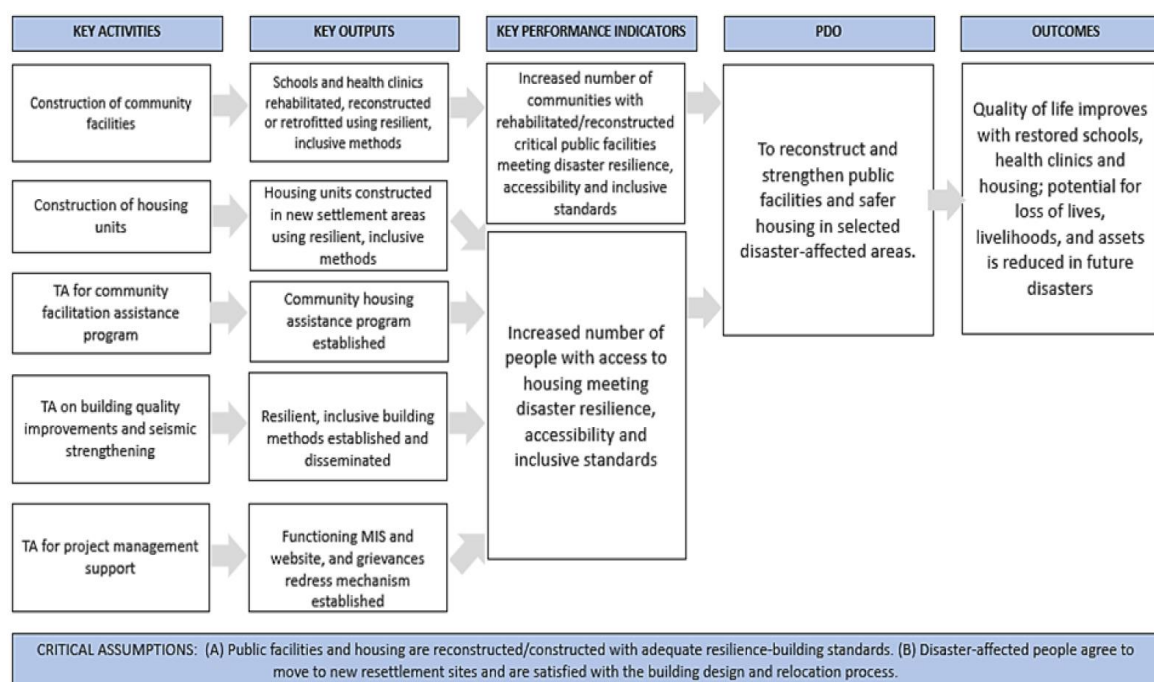 KEY ACTIVITIES
KEY OUTPUTS
KEY PERFORMANCE INDICATORS
PDO
OUTCOMES
Construction of community
facilities
Schools and health clinics
rehabilitated, reconstructed
or retrofitted using resilient,
inclusive methods
Increased number of
communities with
rehabilitated/reconstructed
critical public facilities
meeting disaster resilience,
accessibility and inclusive
standards
To reconstruct and
strengthen public
facilities and safer
housing in selected
disaster-affected areas.
Quality of life improves
with restored schools,
health clinics and
housing; potential for
loss of lives,
livelihoods, and assets
is reduced in future
disasters
Construction of housing
units
Housing units constructed
in new settlement areas
using resilient, inclusive
methods
TA for community
facilitation assistance
program
Community housing
assistance program
established
Increased number of
people with access to
housing meeting
disaster resilience,
accessibility and
inclusive standards
TA on building quality
improvements and seismic
strengthening
Resilient, inclusive building
methods established and
disseminated
TA for project management
support
Functioning MIS and
website, and grievances
redress mechanism
established
CRITICAL ASSUMPTIONS: (A) Public facilities and housing are reconstructed/constructed with adequate resilience-building standards. (B) Disaster-affected people agree to
move to new resettlement sites and are satisfied with the building design and relocation process.